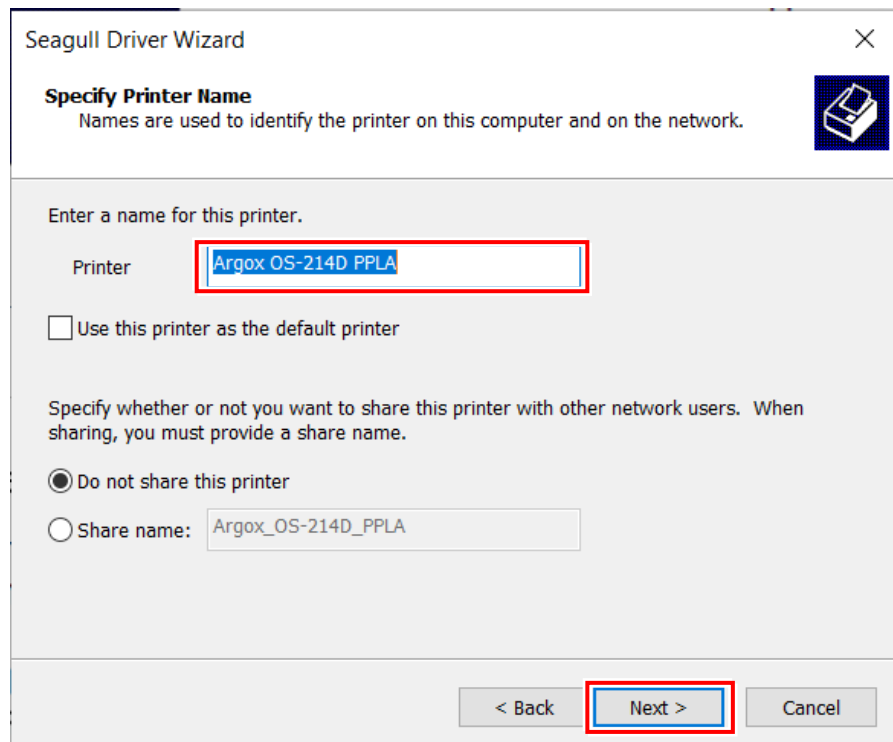 Seagull Driver Wizard
Specify Printer Name
Names are used to identify the printer on this computer and on the network.
Enter a name for this printer.
Printer Argox OS-214D PPLA
Use this printer as the default printer
Specify whether or not you want to share this printer with other network users.  When
sharing, you must provide a share name.
Do not share this printer
Share name: Argox_OS-214D_PPLA
< Back Next > Cancel